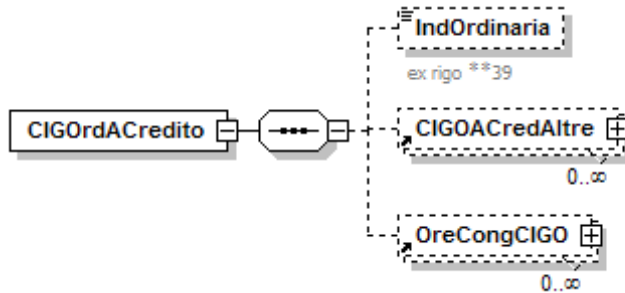 IndOrdinaria
ex rigo **39
CIGOrdACredito
CIGOACredAltre
0..∞
OreCongCIGO
0..∞